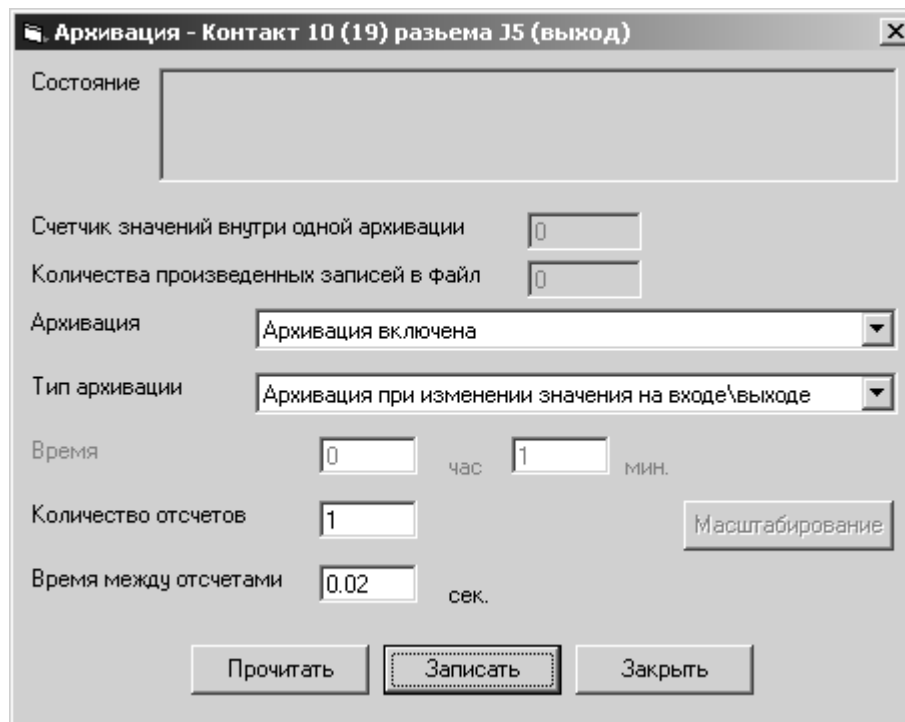 Архивация - Контакт 10 (19) разьема J5 (выход)
Состояние
Счетчик значений внутри одной архивации 0
Количества произведенных записей в файл 0
Архивация Архивация включена
Тип архивации Архивация при изменении значения на входе\выходе
Время 0 час 1 мин.
Количество отсчетов 1 Масштабирование
Время между отсчетами 0.02 сек.
Прочитать Записать Закрыть